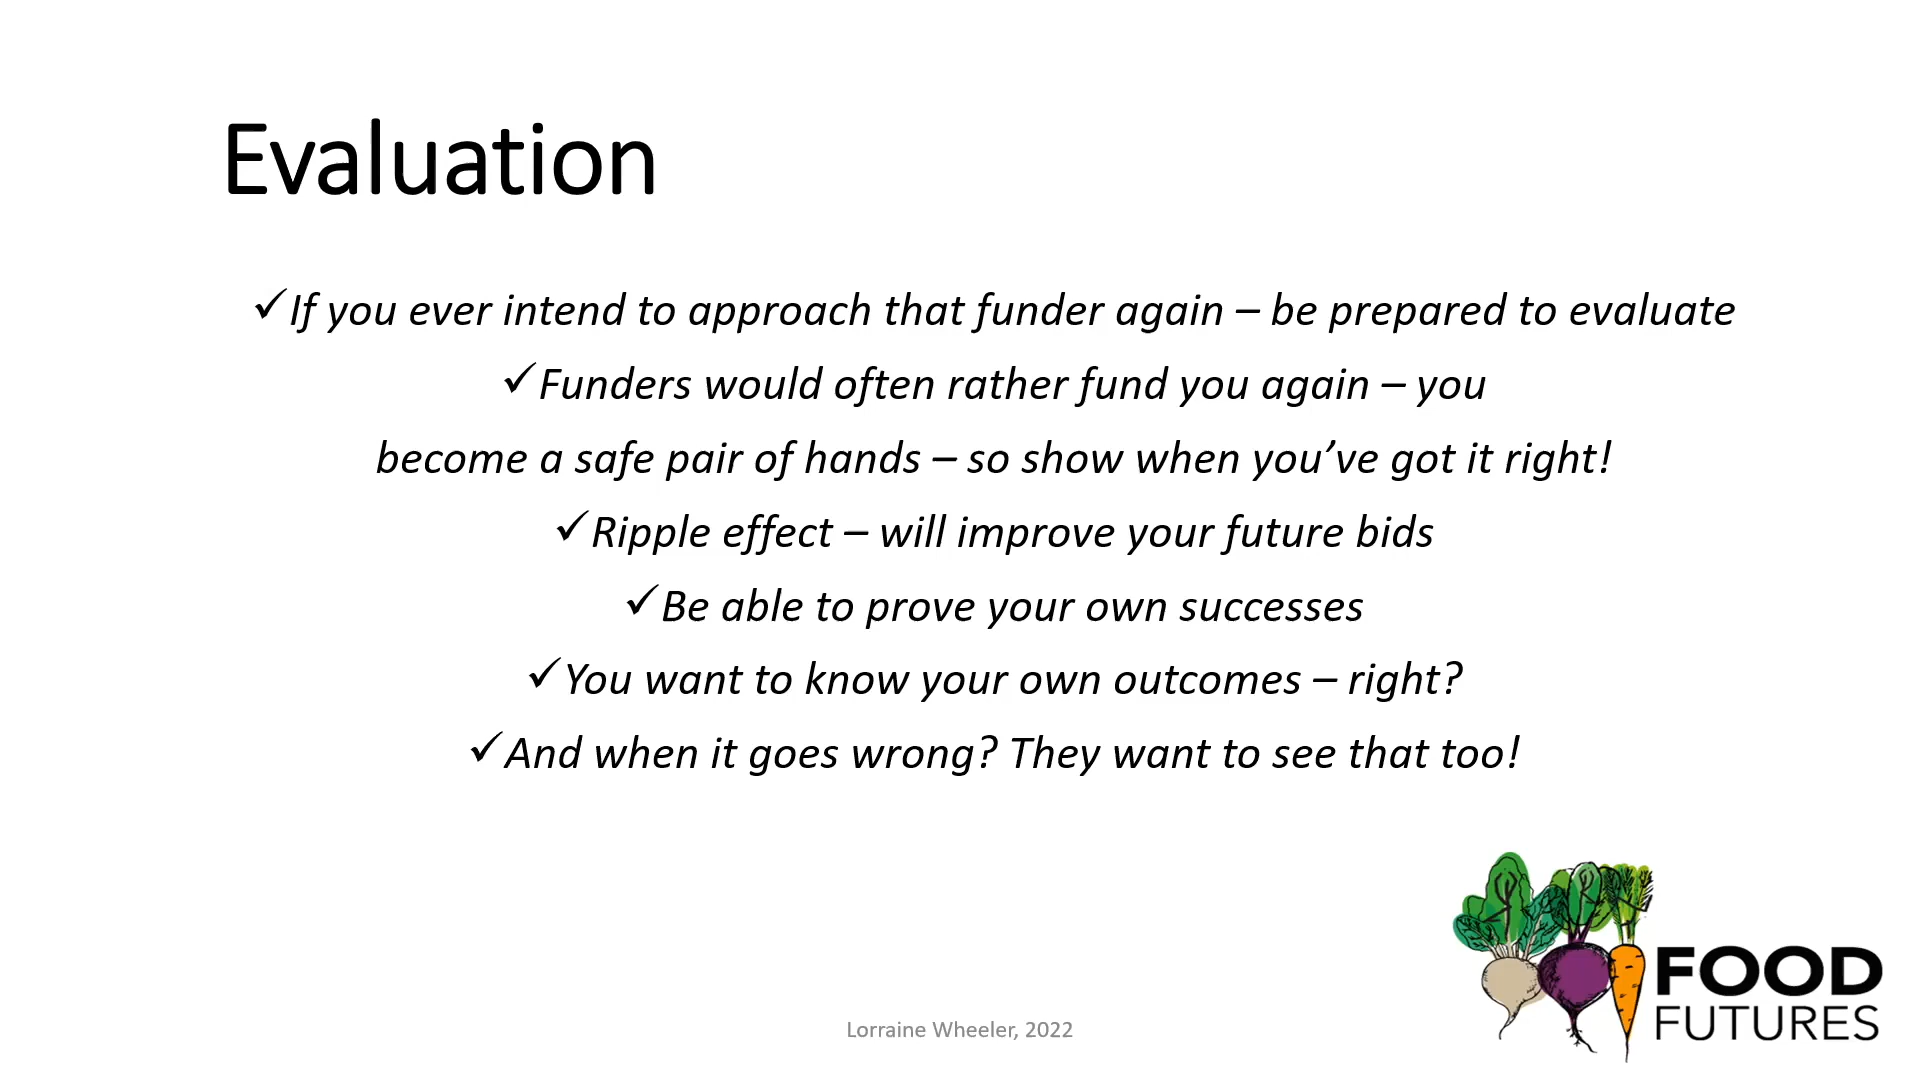 Evaluation
✓If you ever intend to approach that funder again – be prepared to evaluate
✓Funders would often rather fund you again – you
become a safe pair of hands – so show when you’ve got it right!
✓Ripple effect – will improve your future bids
✓Be able to prove your own successes
✓You want to know your own outcomes – right?
✓And when it goes wrong? They want to see that too!
Lorraine Wheeler, 2022
FOOD
FUTURES